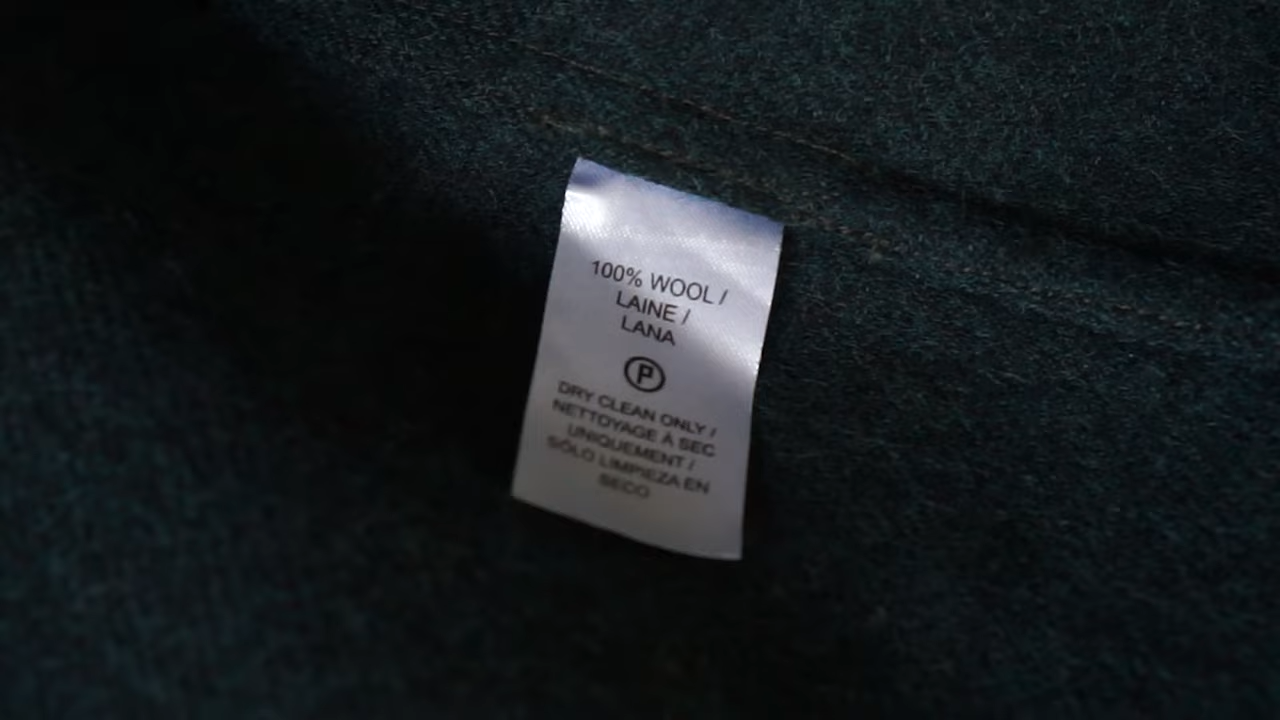 100% WOOL /
LAINE /
LANA
P
DRY CLEAN ONLY /
NETTOYAGE À SEC
UNIQUEMENT /
SÓLO LIMPIEZA EN
SECO